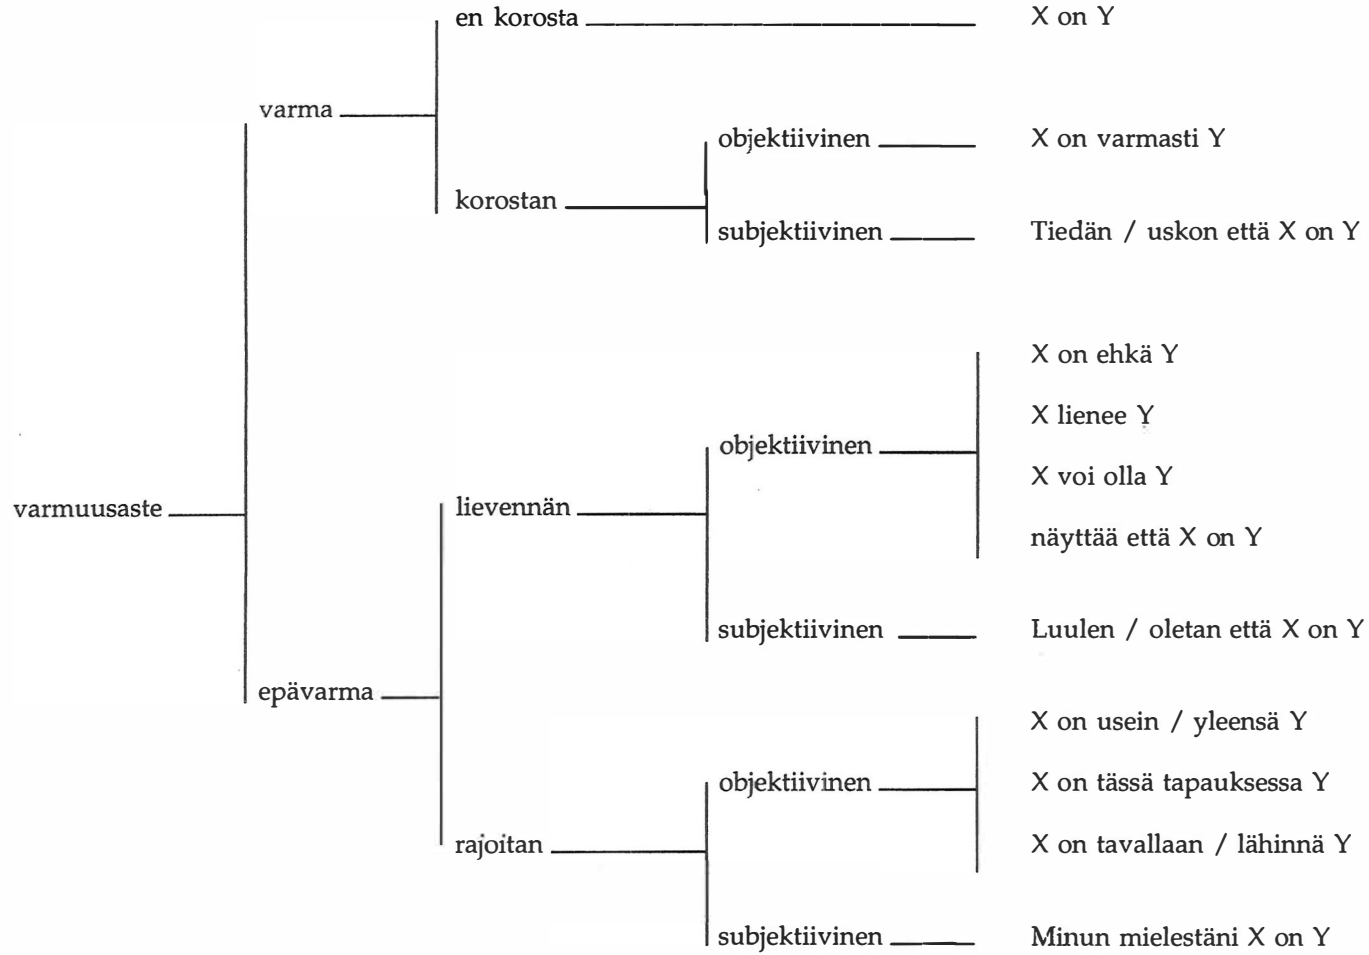 en korosta X on Y
varma
objektiivinen X on varmasti Y
korostan
subjektiivinen Tiedän / uskon että X on Y
X on ehkä Y
X lienee Y
objektiivinen
X voi olla Y
varmuusaste lievennän
näyttää että X on Y
subjektiivinen Luulen / oletan että X on Y
epävarma
X on usein / yleensä Y
objektiivinen X on tässä tapauksessa Y
rajoitan X on tavallaan / lähinnä Y
subjektiivinen Minun mielestäni X on Y